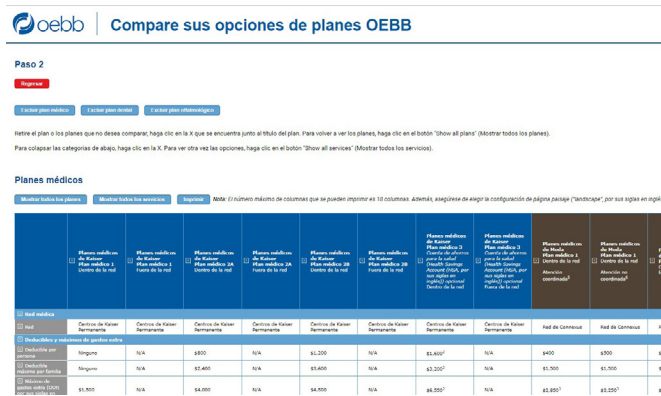 oebb
Compare sus opciones de planes OEBB
Paso 2
Regresar
Excluir plan médico
Excluir plan dental
Excluir plan oftalmológico
Retire el plan o los planes que no desea comparar, haga clic en la X que se encuentra junto al título del plan. Para volver a ver los planes, haga clic en el botón "Show all plans" (Mostrar todos los planes).
Para colapsar las categorías de abajo, haga clic en la X. Para ver otra vez las opciones, haga clic en el botón "Show all services" (Mostrar todos los servicios).
Planes médicos
Mostrar todos los planes
Mostrar todos los servicios
Imprimir
Nota: El número máximo de columnas que se pueden imprimir es 18 columnas. Además, asegúrese de elegir la configuración de página paisaje ("landscape", por sus siglas en inglés
Planes médicos
de Kaiser
Plan médico 1
Dentro de la red
Planes médicos
de Kaiser
Plan médico 1
Fuera de la red
Planes médicos
de Kaiser
Plan médico 2A
Dentro de la red
Planes médicos
de Kaiser
Plan médico 2A
Fuera de la red
Planes médicos
de Kaiser
Plan médico 2B
Dentro de la red
Planes médicos
de Kaiser
Plan médico 2B
Fuera de la red
Planes médicos
de Kaiser
Plan médico 3
Cuenta de ahorros
para la salud
(Health Savings
Account (HSA, por
sus siglas en
inglés)) opcional
Dentro de la red
Planes médicos
de Kaiser
Plan médico 3
Cuenta de ahorros
para la salud
(Health Savings
Account (HSA, por
sus siglas en
inglés)) opcional
Fuera de la red
Planes médicos
de Moda
Plan médico 1
Dentro de la red
Atención
coordinada
Planes médicos
de Moda
Plan médico 1
Dentro de la red
Atención no
coordinada
Red médica
Red
Centros de Kaiser
Permanente
Centros de Kaiser
Permanente
Centros de Kaiser
Permanente
Centros de Kaiser
Permanente
Centros de Kaiser
Permanente
Centros de Kaiser
Permanente
Centros de Kaiser
Permanente
Centros de Kaiser
Permanente
Red de Connexus
Red de Connexus
Deducibles y máximos de gastos extra
Deducible por
persona
Ninguno
N/A
$800
N/A
$1,200
N/A
$1,600
N/A
$400
$500
Deducible
máximo por familia
Ninguno
N/A
$2,400
N/A
$3,600
N/A
$3,200
N/A
$1,500
$1,500
Máximo de
gastos extra (OOP,
por sus siglas en
$1,500
N/A
$4,000
N/A
$4,500
N/A
$6,550
N/A
$2,850
$3,250